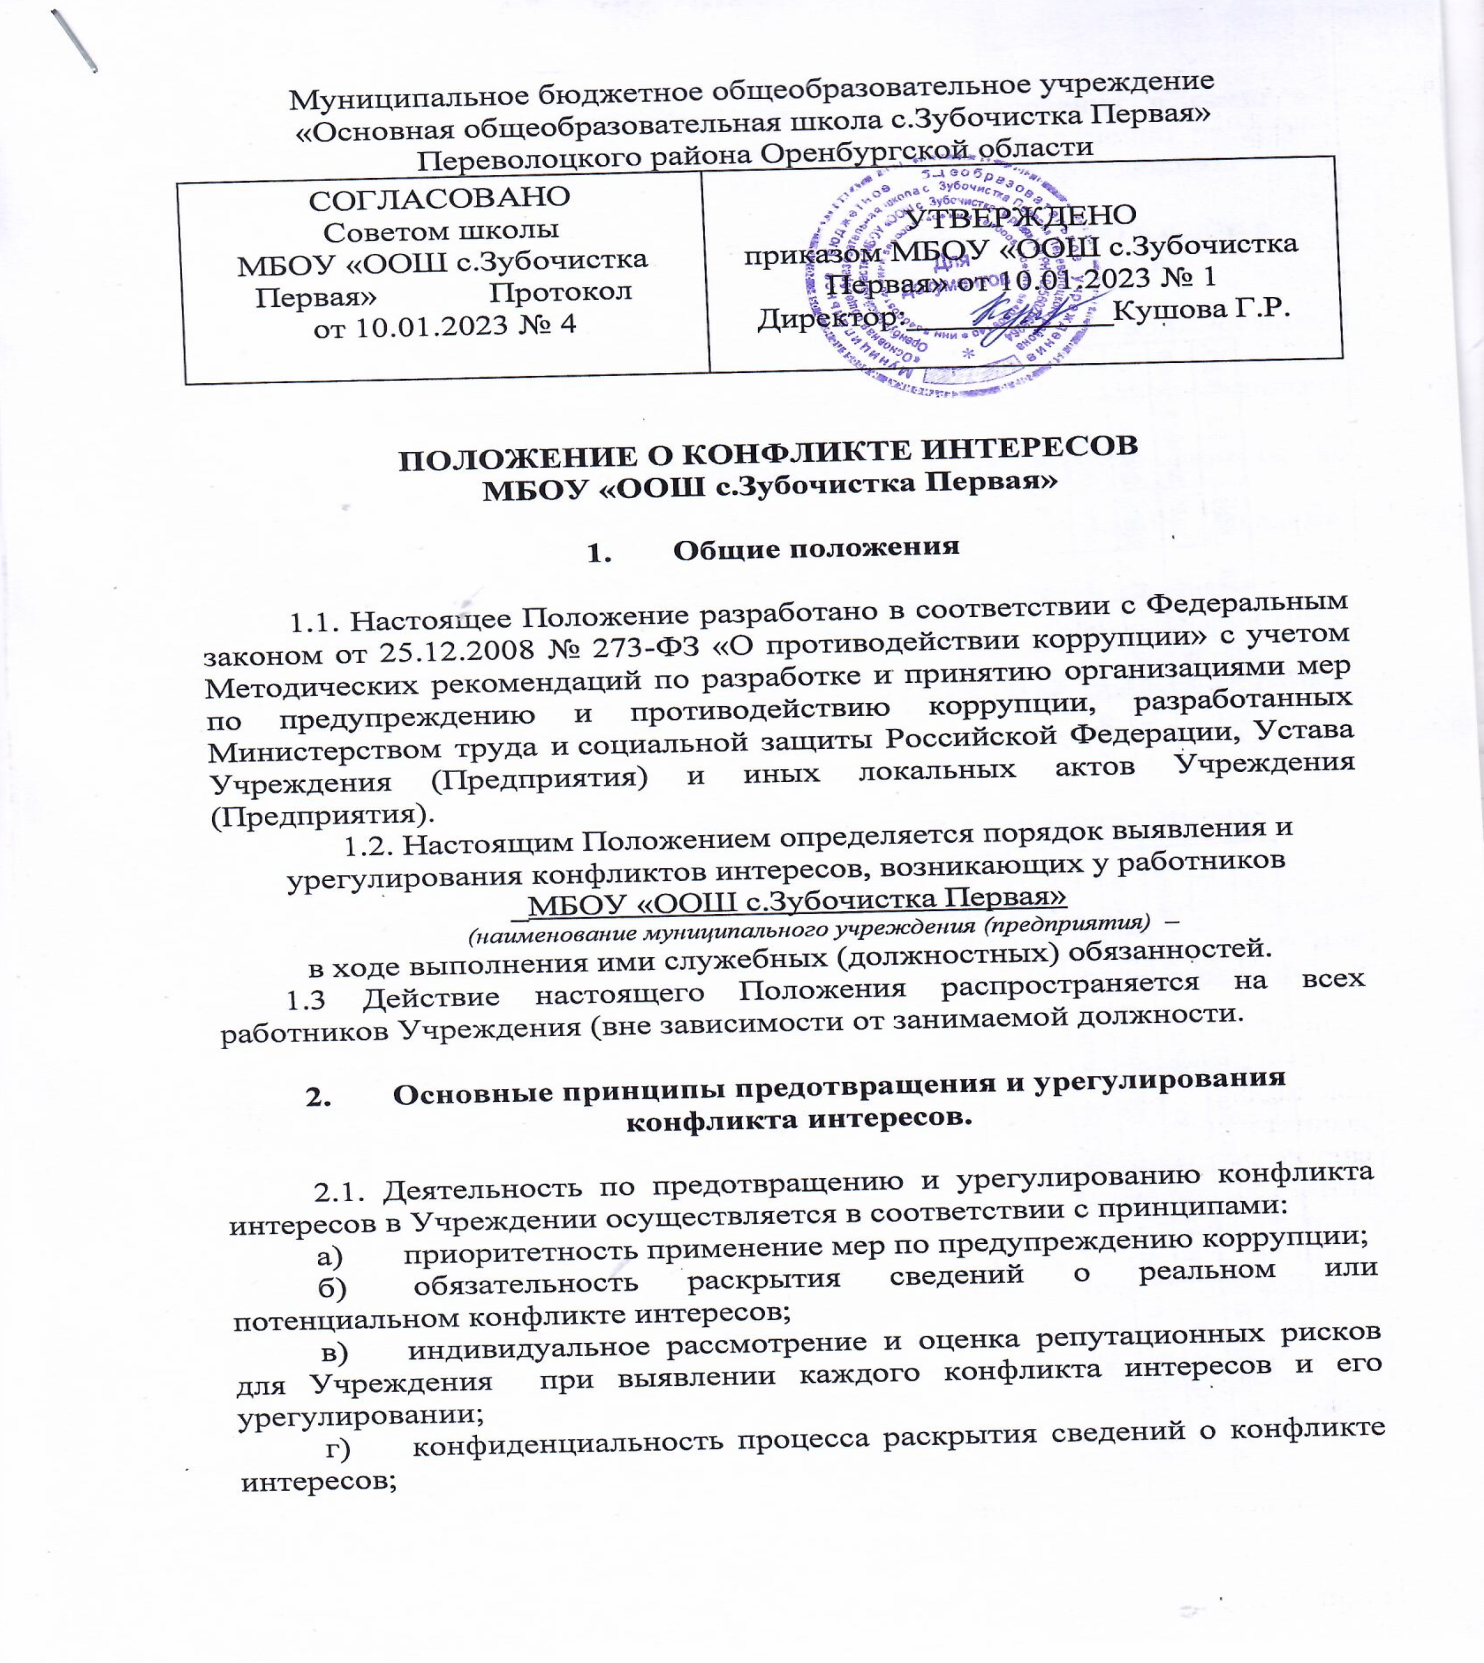 Муниципальное бюджетное общеобразовательное учреждение
«Основная общеобразовательная школа с.Зубочистка Первая»
Переволоцкого района Оренбургской области
СОГЛАСОВАНО
Советом школы
МБОУ «ООШ с.Зубочистка
Первая» Протокол
от 10.01.2023 № 4
УТВЕРЖДЕНО
приказом МБОУ «ООШ с.Зубочистка
Первая» от 10.01.2023 № 1
Директор: Кушова Г.Р.
Для
документов
ПОЛОЖЕНИЕ О КОНФЛИКТЕ ИНТЕРЕСОВ
МБОУ «ООШ с.Зубочистка Первая»
1. Общие положения
1.1. Настоящее Положение разработано в соответствии с Федеральным
законом от 25.12.2008 № 273-ФЗ «О противодействии коррупции» с учетом
Методических рекомендаций по разработке и принятию организациями мер
по предупреждению и противодействию коррупции, разработанных
Министерством труда и социальной защиты Российской Федерации, Устава
Учреждения (Предприятия) и иных локальных актов Учреждения
(Предприятия).
1.2. Настоящим Положением определяется порядок выявления и
урегулирования конфликтов интересов, возникающих у работников
_МБОУ «ООШ с.Зубочистка Первая»
(наименование муниципального учреждения (предприятия) –
в ходе выполнения ими служебных (должностных) обязанностей.
1.3 Действие настоящего Положения распространяется на всех
работников Учреждения (вне зависимости от занимаемой должности.
2. Основные принципы предотвращения и урегулирования
конфликта интересов.
2.1. Деятельность по предотвращению и урегулированию конфликта
интересов в Учреждении осуществляется в соответствии с принципами:
а) приоритетность применение мер по предупреждению коррупции;
б) обязательность раскрытия сведений о реальном или
потенциальном конфликте интересов;
в) индивидуальное рассмотрение и оценка репутационных рисков
для Учреждения при выявлении каждого конфликта интересов и его
урегулировании;
г) конфиденциальность процесса раскрытия сведений о конфликте
интересов;